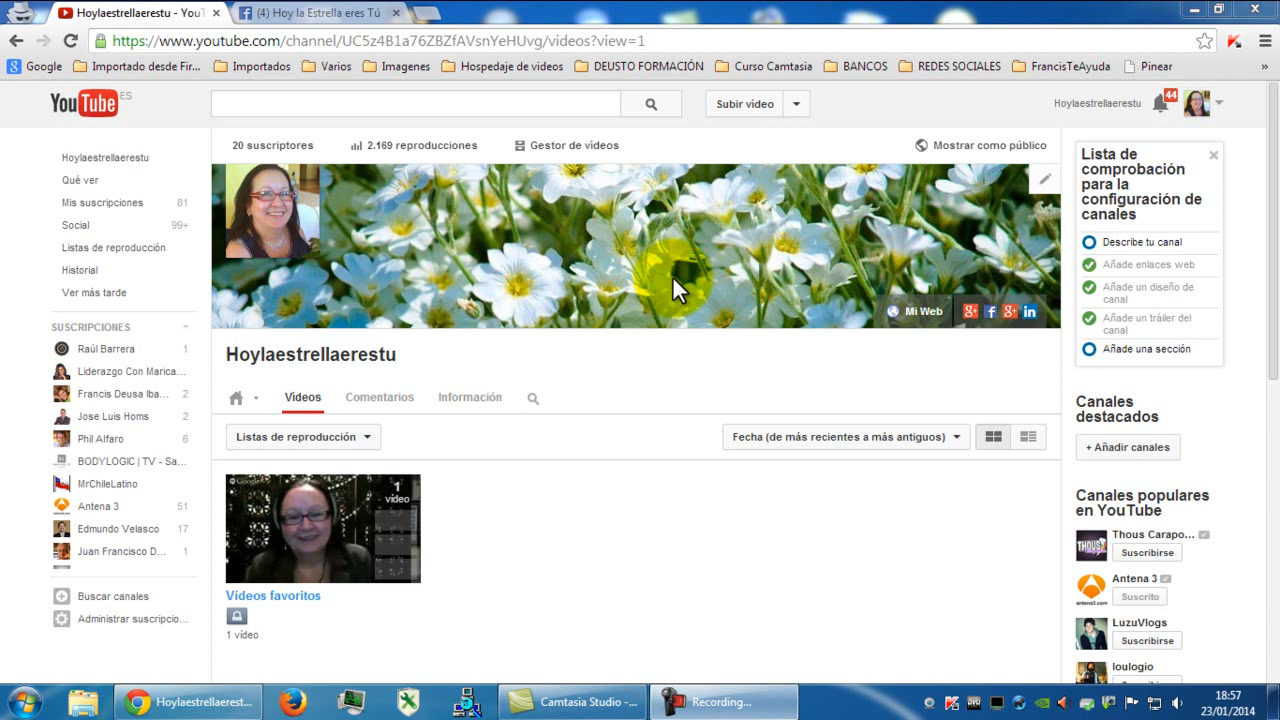 Hoylaestrellaerestu - YouT
(4) Hoy la Estrella eres Tú
https://www.youtube.com/channel/UC5z4B1a76ZBZfAVsnYeHUvg/videos?view=1
Google
Importado desde Fir...
Importados
Varios
Imagenes
Hospedaje de videos
DEUSTO FORMACIÓN
Curso Camtasia
BANCOS
REDES SOCIALES
FrancisTeAyuda
Pinear
»
YouTube ES
Subir vídeo
Hoylaestrellaerestu
44
Hoylaestrellaerestu
Qué ver
Mis suscripciones 81
Social 99+
Listas de reproducción
Historial
Ver más tarde
SUSCRIPCIONES
Raúl Barrera 1
Liderazgo Con Marica...
Francis Deusa Iba... 2
Jose Luis Homs 2
Phil Alfaro 6
BODYLOGIC | TV - Sa...
MrChileLatino
Antena 3 51
Edmundo Velasco 17
Juan Francisco D... 1
Buscar canales
Administrar suscripcio...
20 suscriptores
2.169 reproducciones
Gestor de vídeos
Mostrar como público
Mi Web
Hoylaestrellaerestu
Vídeos
Comentarios
Información
Listas de reproducción
Fecha (de más recientes a más antiguos)
Google
1
vídeo
Vídeos favoritos
1 vídeo
Lista de
comprobación
para la
configuración de
canales
Describe tu canal
Añade enlaces web
Añade un diseño de
canal
Añade un tráiler del
canal
Añade una sección
Canales
destacados
+ Añadir canales
Canales populares
en YouTube
THOUS
Thous Carapo...
Suscribirse
antena3.com
Antena 3
Suscrito
LuzuVlogs
Suscribirse
loulogio
Hoylaestrellaerest...
Camtasia Studio -...
Recording...
18:57
23/01/2014